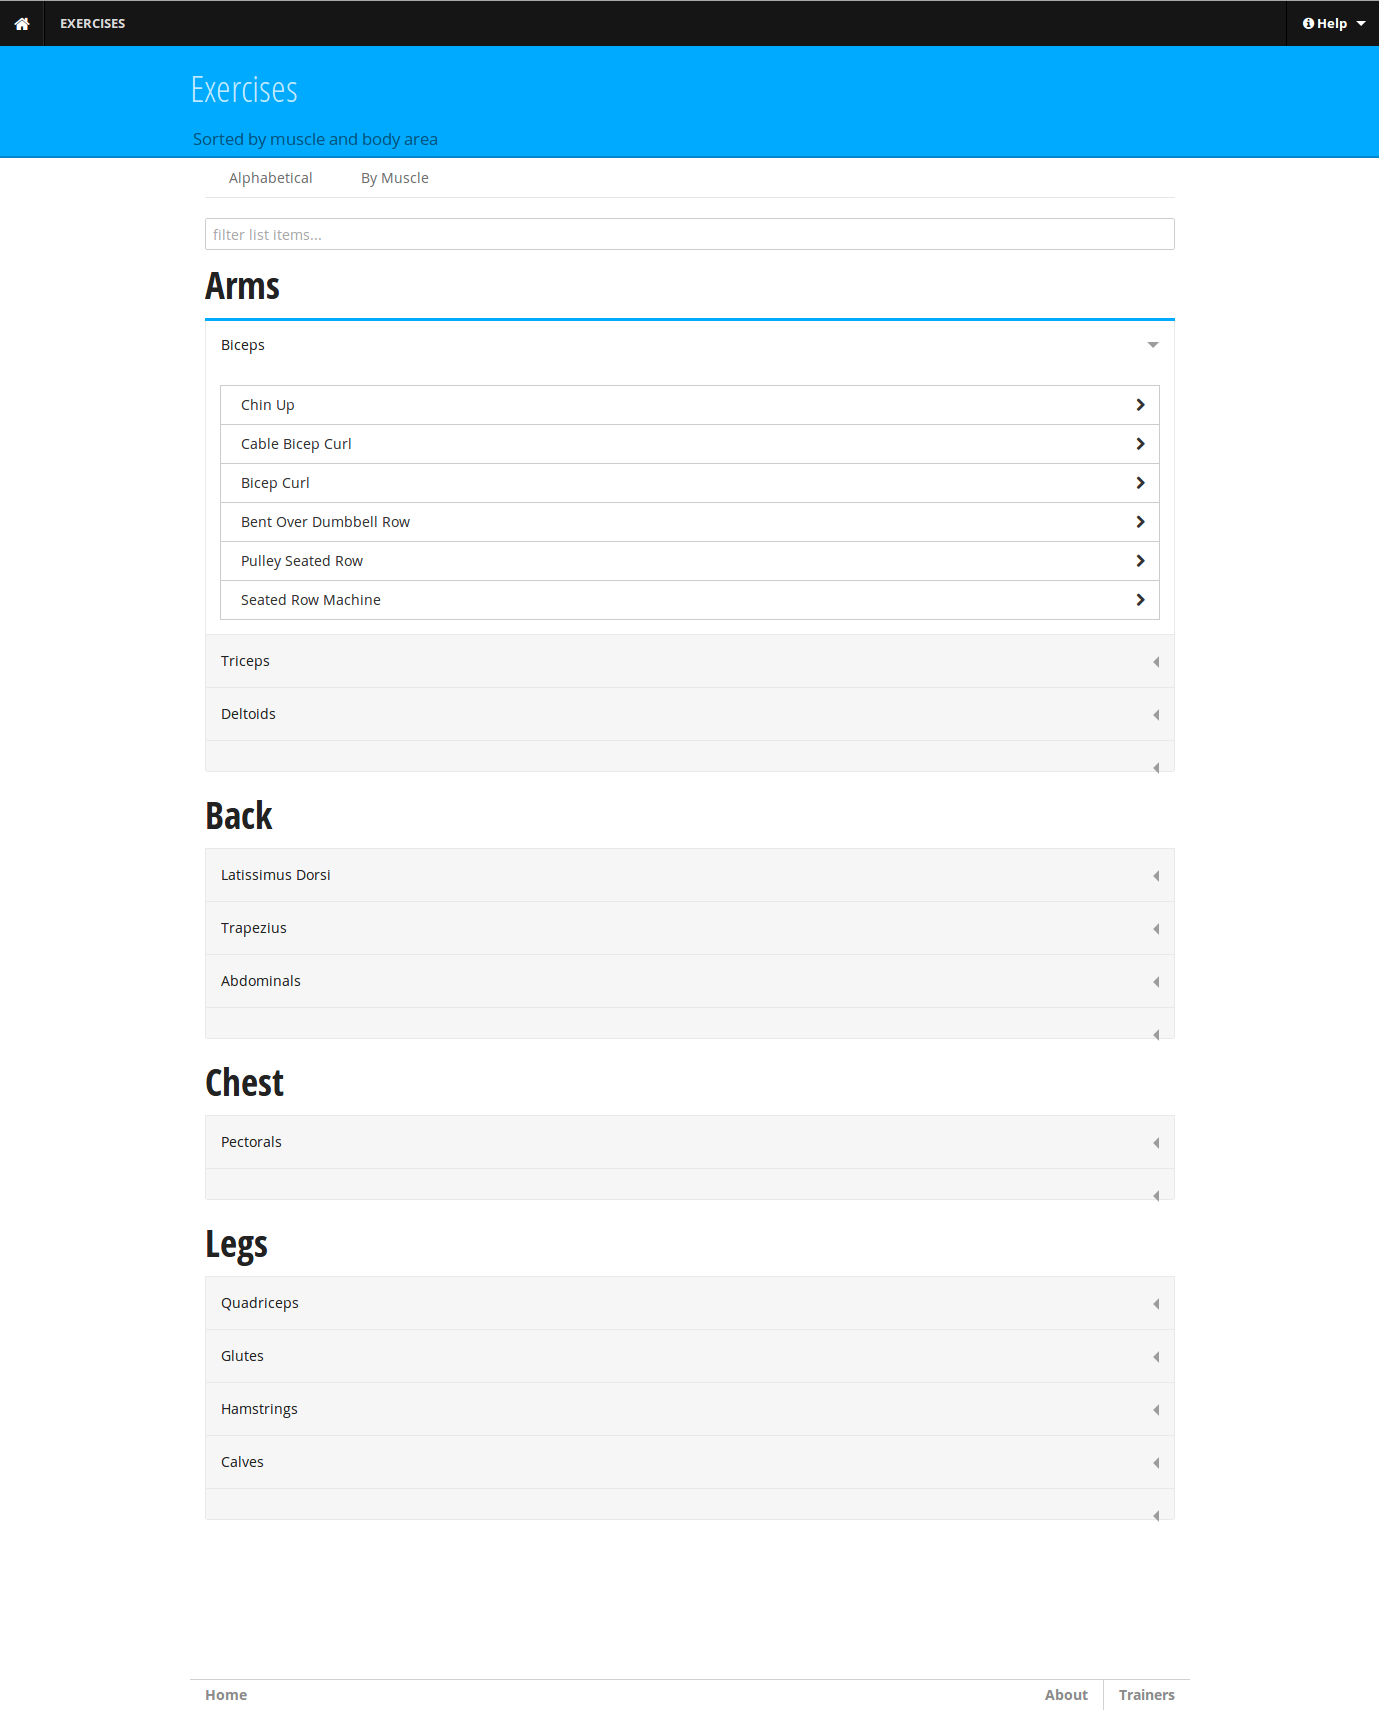 EXERCISES
Help
Exercises
Sorted by muscle and body area
Alphabetical By Muscle
filter list items...
Arms
Biceps
Chin Up
Cable Bicep Curl
Bicep Curl
Bent Over Dumbbell Row
Pulley Seated Row
Seated Row Machine
Triceps
Deltoids
Back
Latissimus Dorsi
Trapezius
Abdominals
Chest
Pectorals
Legs
Quadriceps
Glutes
Hamstrings
Calves
Home About Trainers